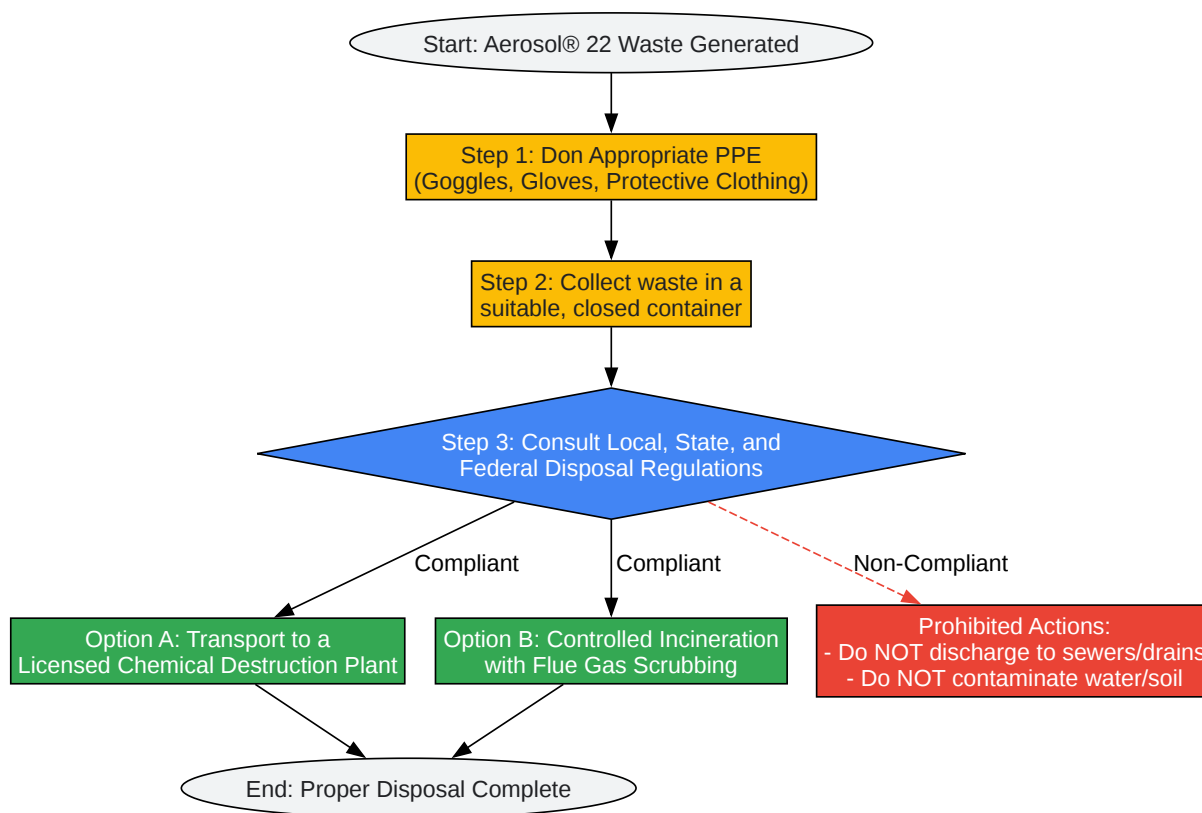 Start: Aerosol® 22 Waste Generated
Step 1: Don Appropriate PPE
(Goggles, Gloves, Protective Clothing)
Step 2: Collect waste in a
suitable, closed container
Step 3: Consult Local, State, and
Federal Disposal Regulations
Compliant
Compliant
Non-Compliant
Option A: Transport to a
Licensed Chemical Destruction Plant
Option B: Controlled Incineration
with Flue Gas Scrubbing
Prohibited Actions:
- Do NOT discharge to sewers/drains
- Do NOT contaminate water/soil
End: Proper Disposal Complete